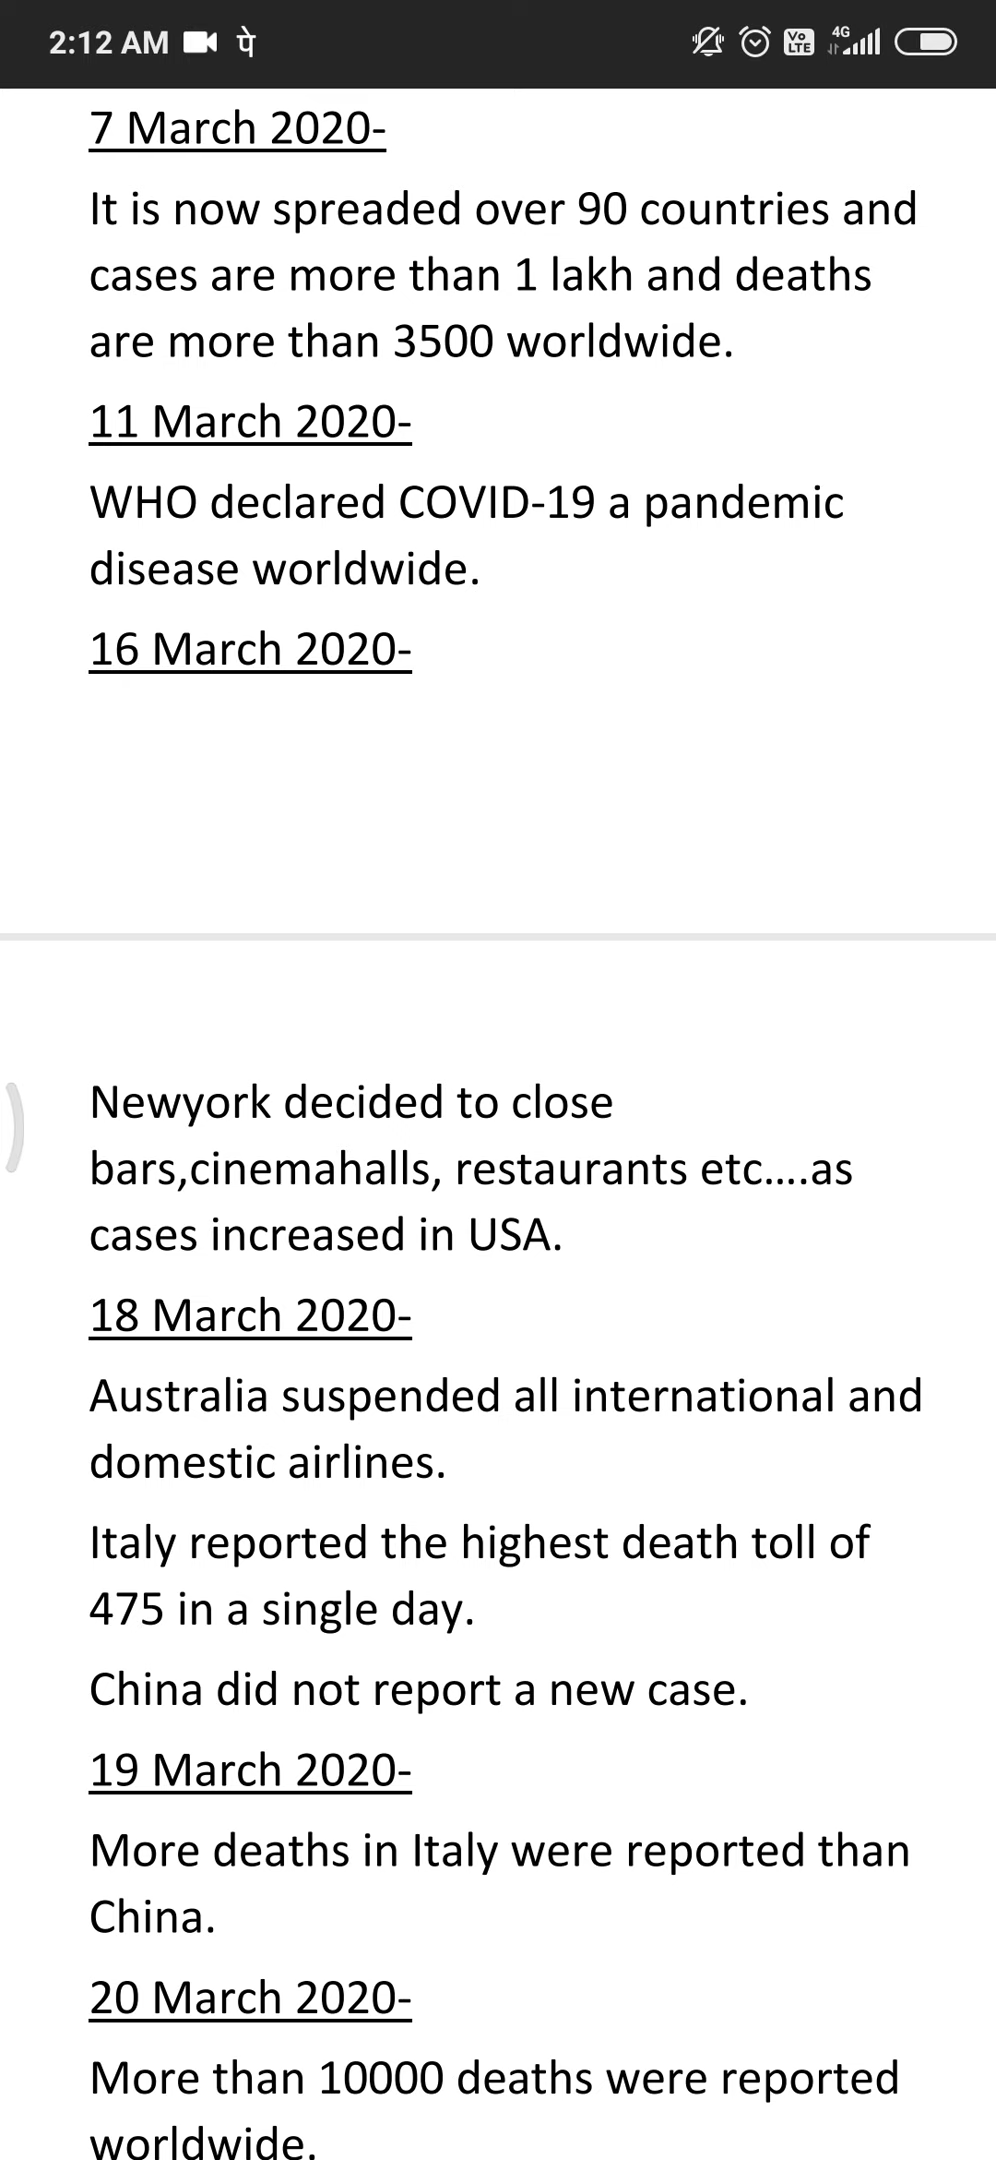 2:12 AM पे
Vo LTE 4G
7 March 2020-
It is now spreaded over 90 countries and
cases are more than 1 lakh and deaths
are more than 3500 worldwide.
11 March 2020-
WHO declared COVID-19 a pandemic
disease worldwide.
16 March 2020-
Newyork decided to close
bars,cinemahalls, restaurants etc....as
cases increased in USA.
18 March 2020-
Australia suspended all international and
domestic airlines.
Italy reported the highest death toll of
475 in a single day.
China did not report a new case.
19 March 2020-
More deaths in Italy were reported than
China.
20 March 2020-
More than 10000 deaths were reported
worldwide.